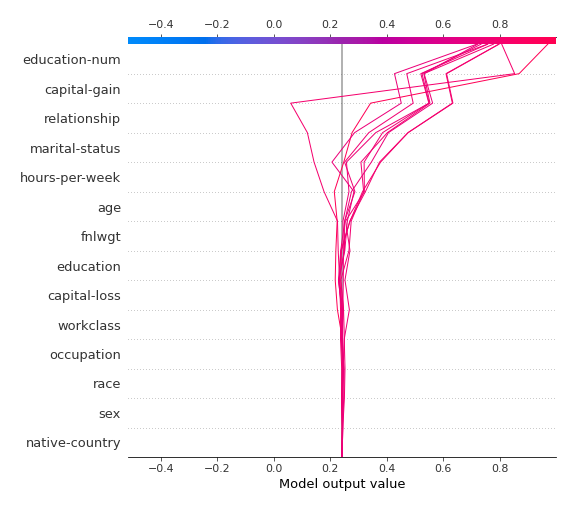 −0.4 −0.2 0.0 0.2 0.4 0.6 0.8
education-num
capital-gain
relationship
marital-status
hours-per-week
age
fnlwgt
education
capital-loss
workclass
occupation
race
sex
native-country
−0.4 −0.2 0.0 0.2 0.4 0.6 0.8
Model output value